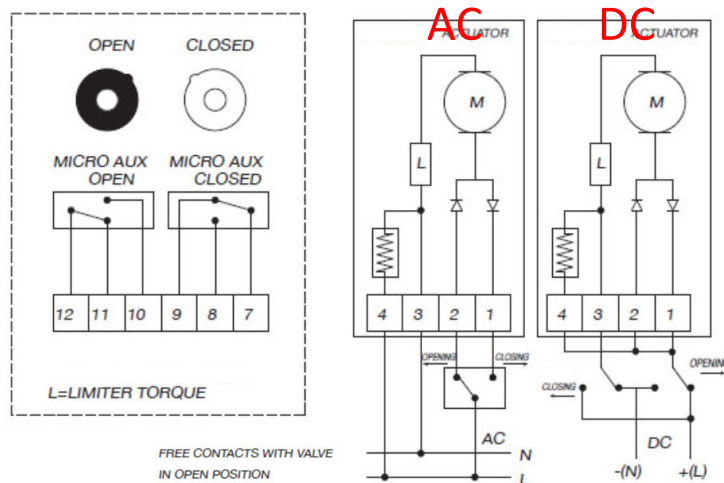 AC
DC
ACTUATOR
ACTUATOR
OPEN
CLOSED
M
M
MICRO AUX
OPEN
MICRO AUX
CLOSED
L
L
12 11 10 9 8 7
4 3 2 1
4 3 2 1
OPENING
CLOSING
OPENING
CLOSING
L=LIMITER TORQUE
AC
DC
FREE CONTACTS WITH VALVE
IN OPEN POSITION
N
L
-(N)
+(L)